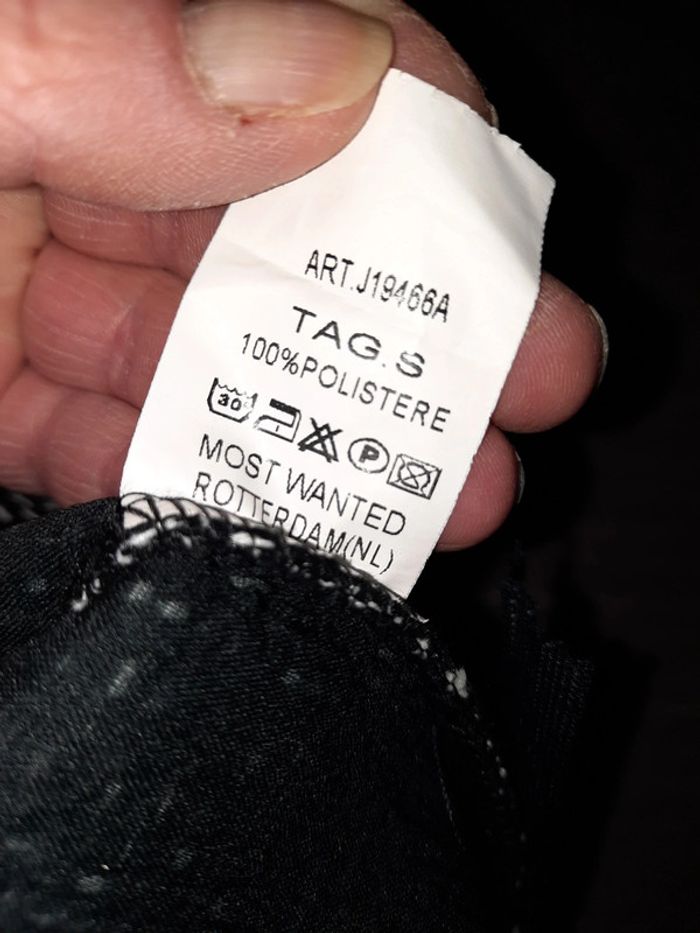 ART.J19466A
TAG.S
100%POLISTERE
30 P
MOST WANTED
ROTTERDAM(NL)